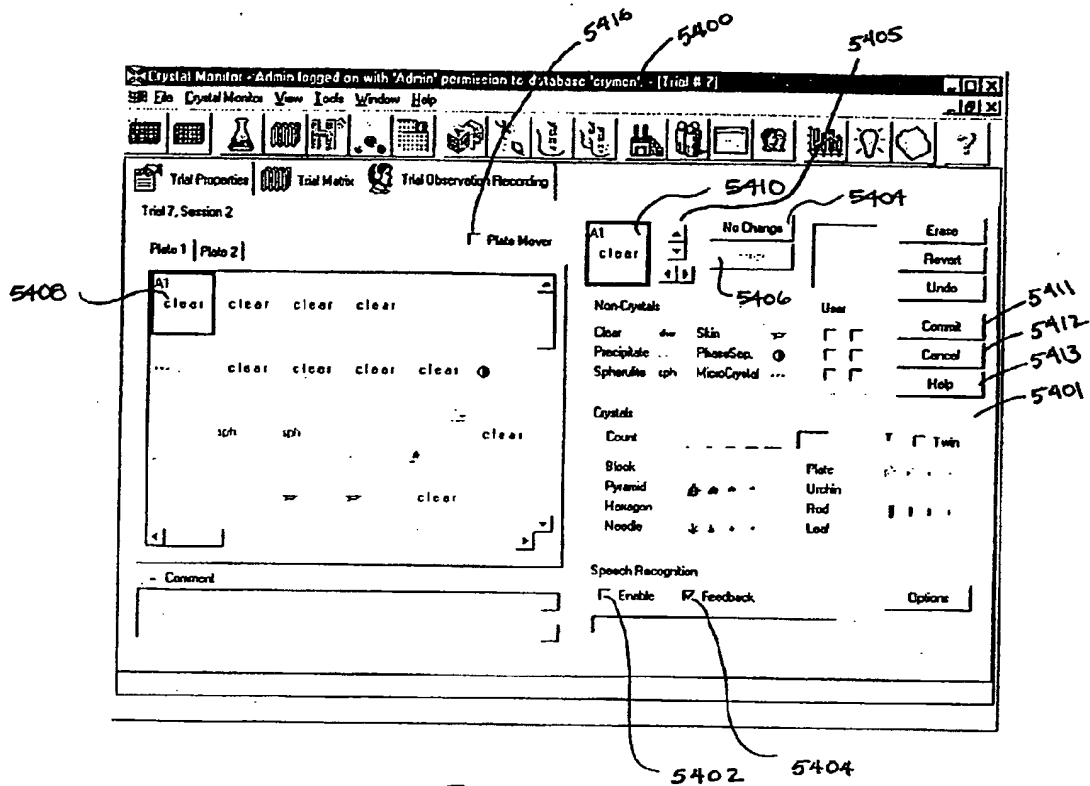 5416
5400
5405
Crystal Monitor - Admin logged on with 'Admin' permission to database 'crymon'. - [Trial # 7]
File Crystal Monitor View Tools Window Help
Trial Properties Trial Matrix Trial Observation Recording
5410
5404
Trial 7, Session 2
Plate Mover
A1
clear
No Change
Erase
Plate 1 Plate 2
Revert
5408
A1
clear clear clear clear
5406
Undo
5411
Non-Crystals
User
Commit
5412
Clear clear Skin
Cancel
5413
Precipitate PhaseSep.
Help
Spherulite sph MicroCrystal
5401
clear clear clear clear
Crystals
sph sph clear
Count
Twin
Block Plate
Pyramid Urchin
clear
Hexagon Rod
Needle Leaf
Comment
Speech Recognition
Enable Feedback
Options
5402
5404